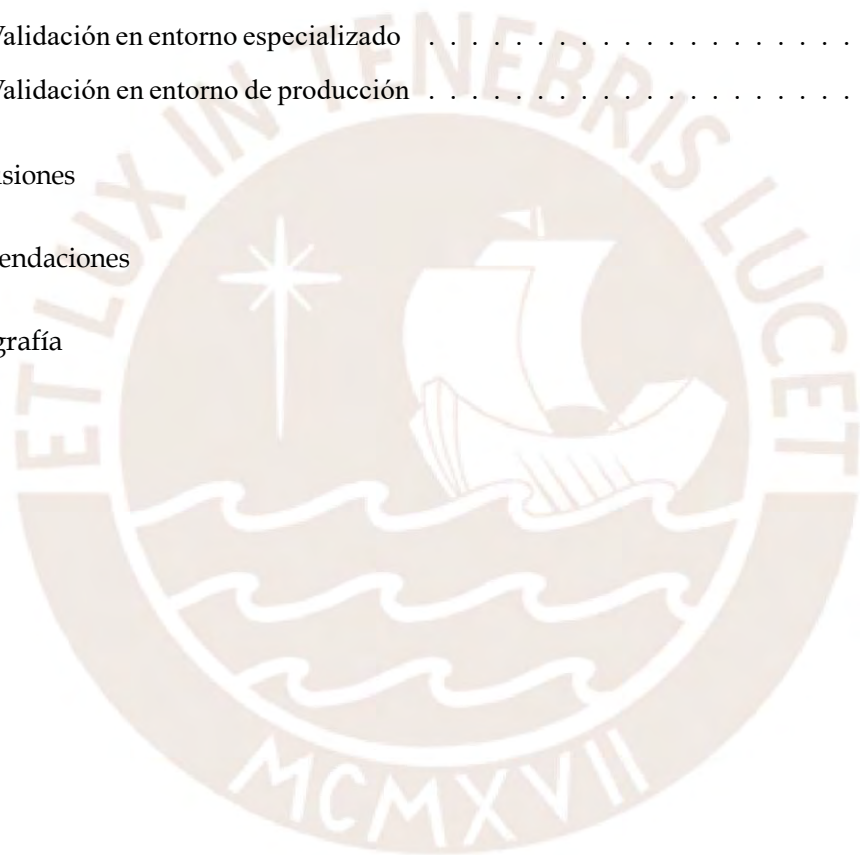 Validación en entorno especializado . . . . . . . . . . . . . . . . . . . .
Validación en entorno de producción . . . . . . . . . . . . . . . . . . . .
siones
endaciones
grafía
ET LUX IN TENEBRIS LUCET
MCMXVII